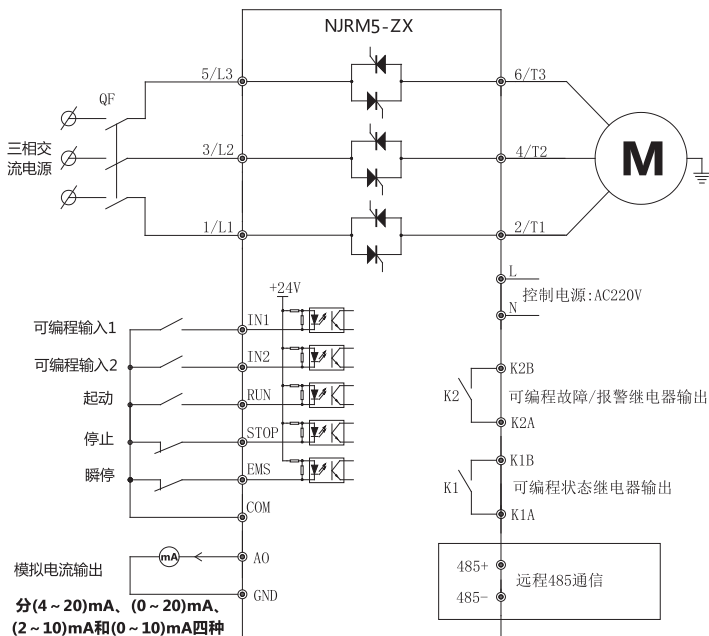 NJRM5-ZX
5/L3
6/T3
QF
三相交
流电源
3/L2
4/T2
M
1/L1
2/T1
L
控制电源:AC220V
N
+24V
可编程输入1
IN1
可编程输入2
IN2
起动
RUN
停止
STOP
瞬停
EMS
COM
K2B
K2
可编程故障/报警继电器输出
K2A
K1B
K1
可编程状态继电器输出
K1A
mA
AO
模拟电流输出
GND
分(4~20)mA、(0~20)mA、
(2~10)mA和(0~10)mA四种
485+
远程485通信
485-